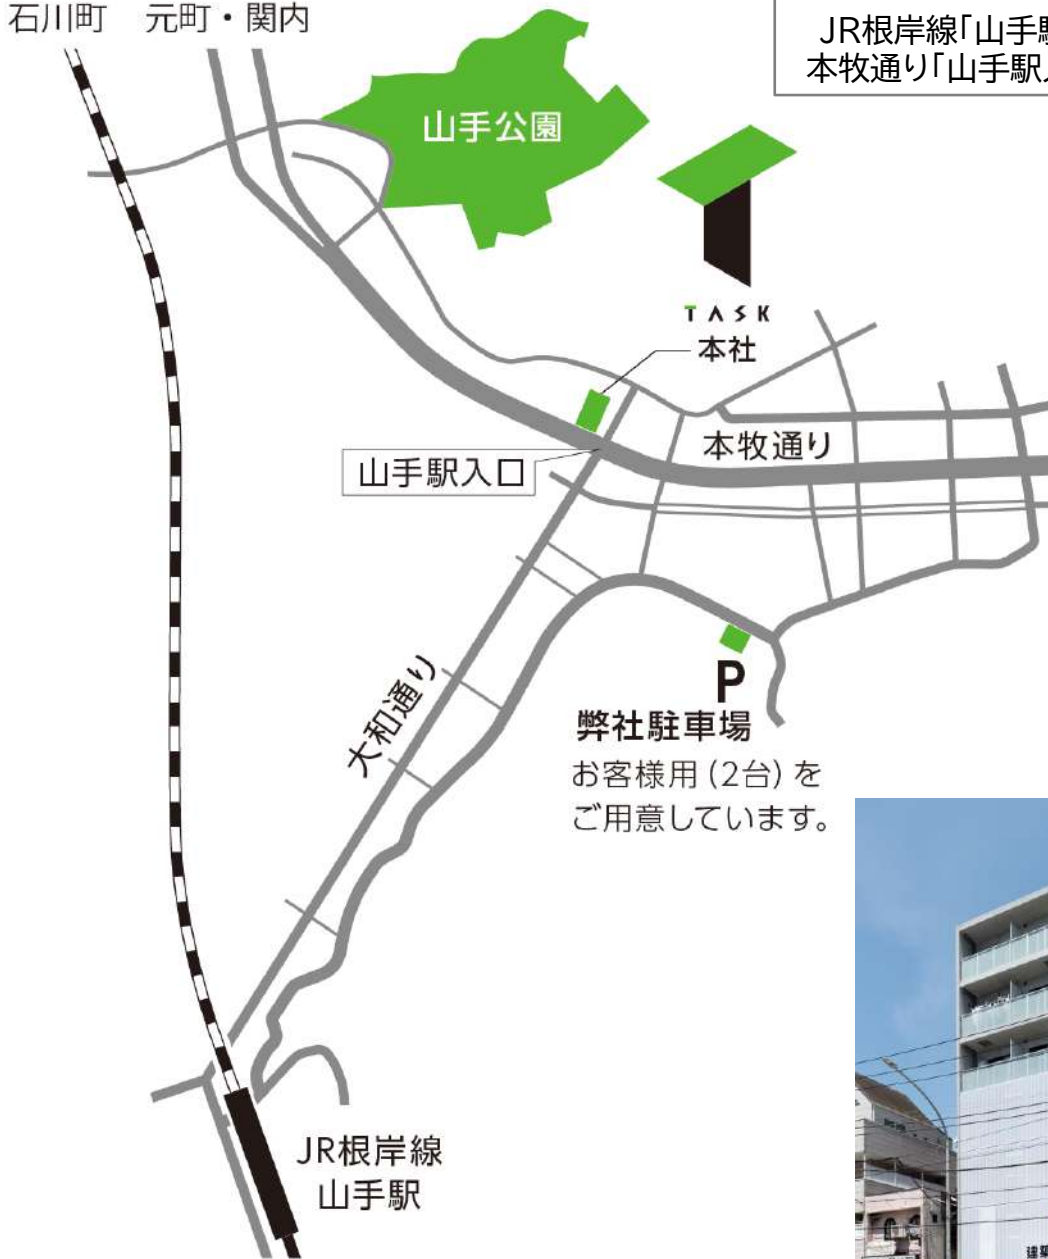 石川町 元町・関内
JR根岸線「山手駅
本牧通り「山手駅
山手公園
TASK
本社
本牧通り
山手駅入口
大和通り
P
弊社駐車場
お客様用(2台)を
ご用意しています。
JR根岸線
山手駅